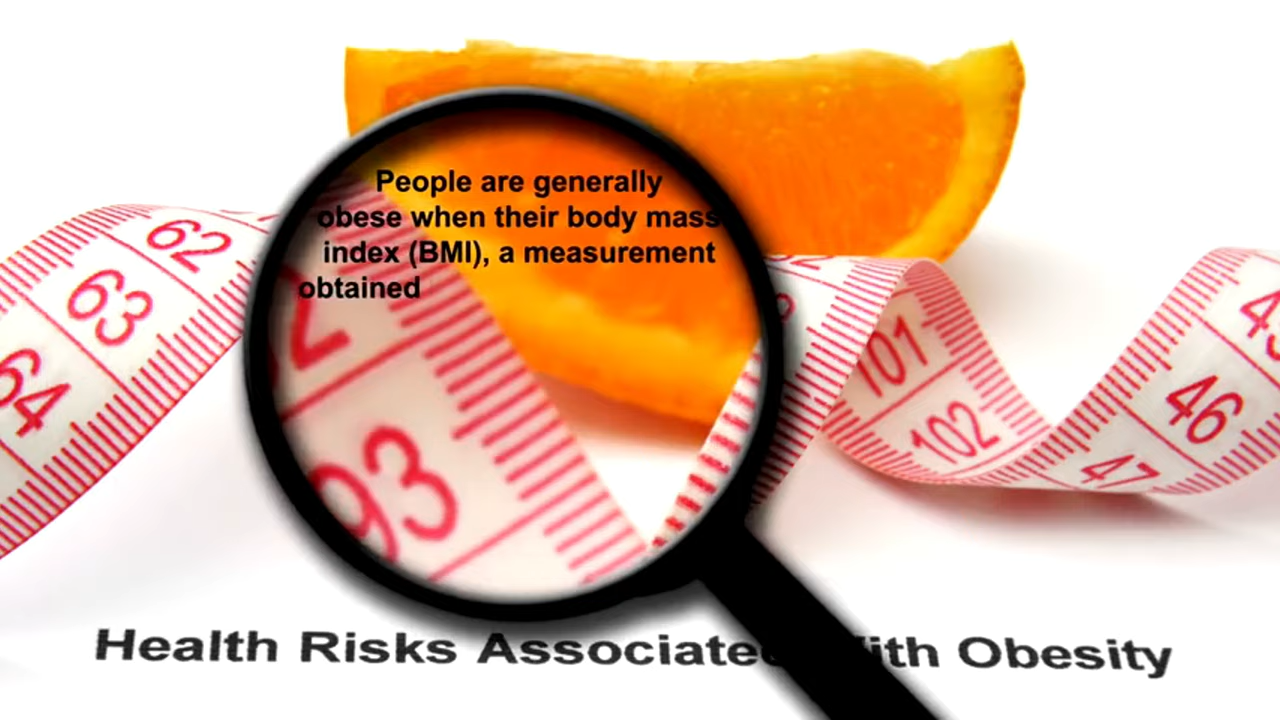 People are generally
obese when their body mass
index (BMI), a measurement
obtained
62
63
64
93
101
102
46
47
Health Risks Associated With Obesity